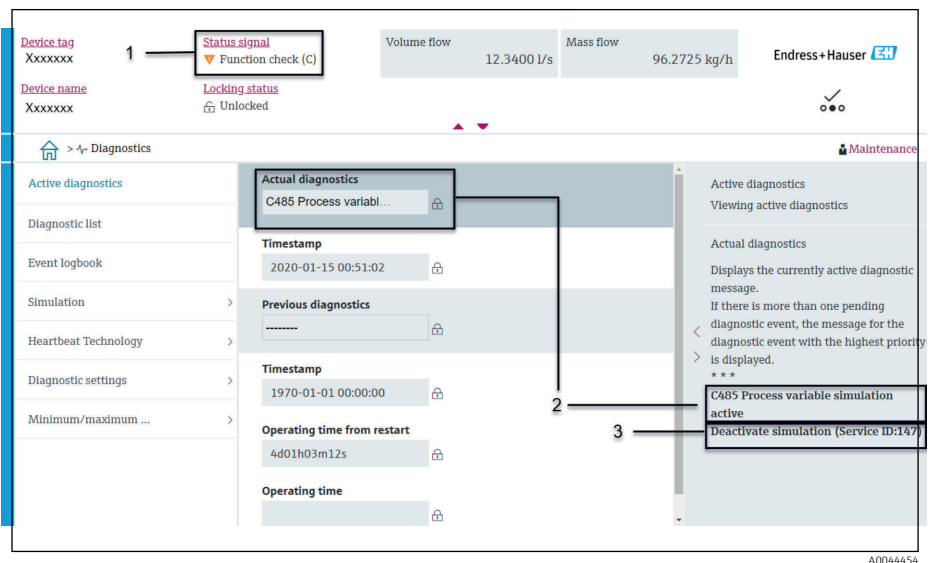 Device tag
Xxxxxxx
1
Status signal
Function check (C)
Volume flow
12.3400 l/s
Mass flow
96.2725 kg/h
Endress+Hauser EH
Device name
Xxxxxxx
Locking status
Unlocked
> Diagnostics
Maintenance
Active diagnostics
Diagnostic list
Event logbook
Simulation
Heartbeat Technology
Diagnostic settings
Minimum/maximum ...
Actual diagnostics
C485 Process variabl...
Timestamp
2020-01-15 00:51:02
Previous diagnostics
--------
Timestamp
1970-01-01 00:00:00
Operating time from restart
4d01h03m12s
Operating time
2
3
Active diagnostics
Viewing active diagnostics
Actual diagnostics
Displays the currently active diagnostic
message.
If there is more than one pending
diagnostic event, the message for the
diagnostic event with the highest priority
is displayed.
* * *
C485 Process variable simulation
active
Deactivate simulation (Service ID:147)
A0044454